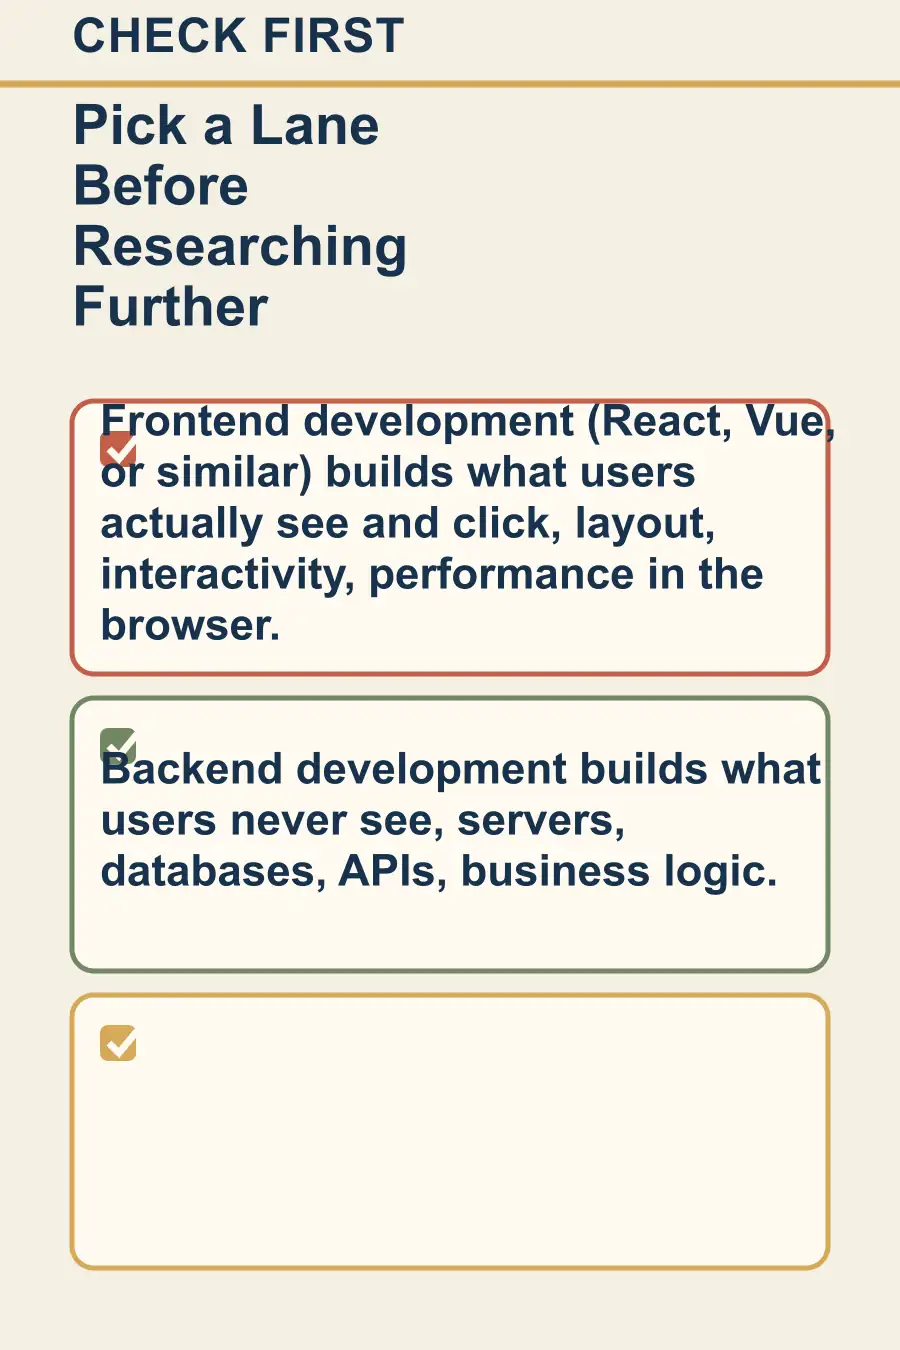 CHECK FIRST
Pick a Lane
Before
Researching
Further
Frontend development (React, Vue,
or similar) builds what users
actually see and click, layout,
interactivity, performance in the
browser.
Backend development builds what
users never see, servers,
databases, APIs, business logic.